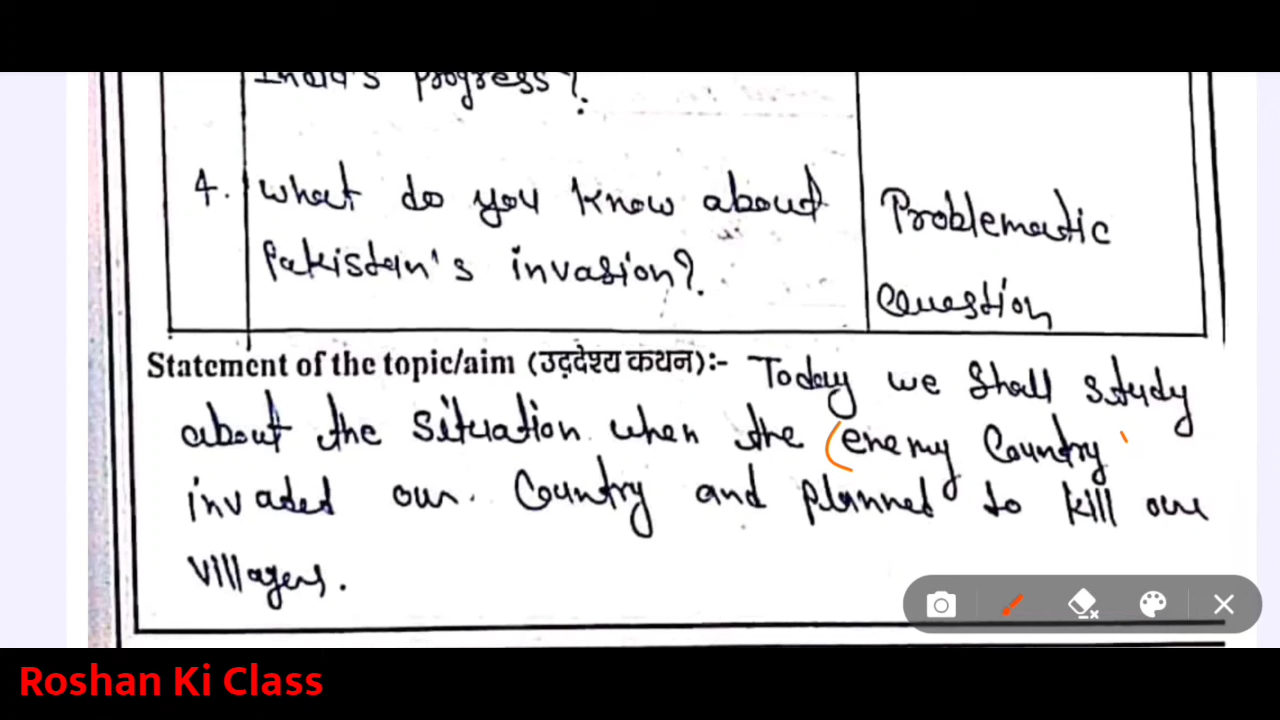 India's progress?
4. What do you know about
Pakistan's invasion?
Problematic
Question
Statement of the topic/aim (उद्देश्य कथन):- Today we shall study
about the situation when the enemy Country
invaded our Country and planned to kill our
villagers.
Roshan Ki Class